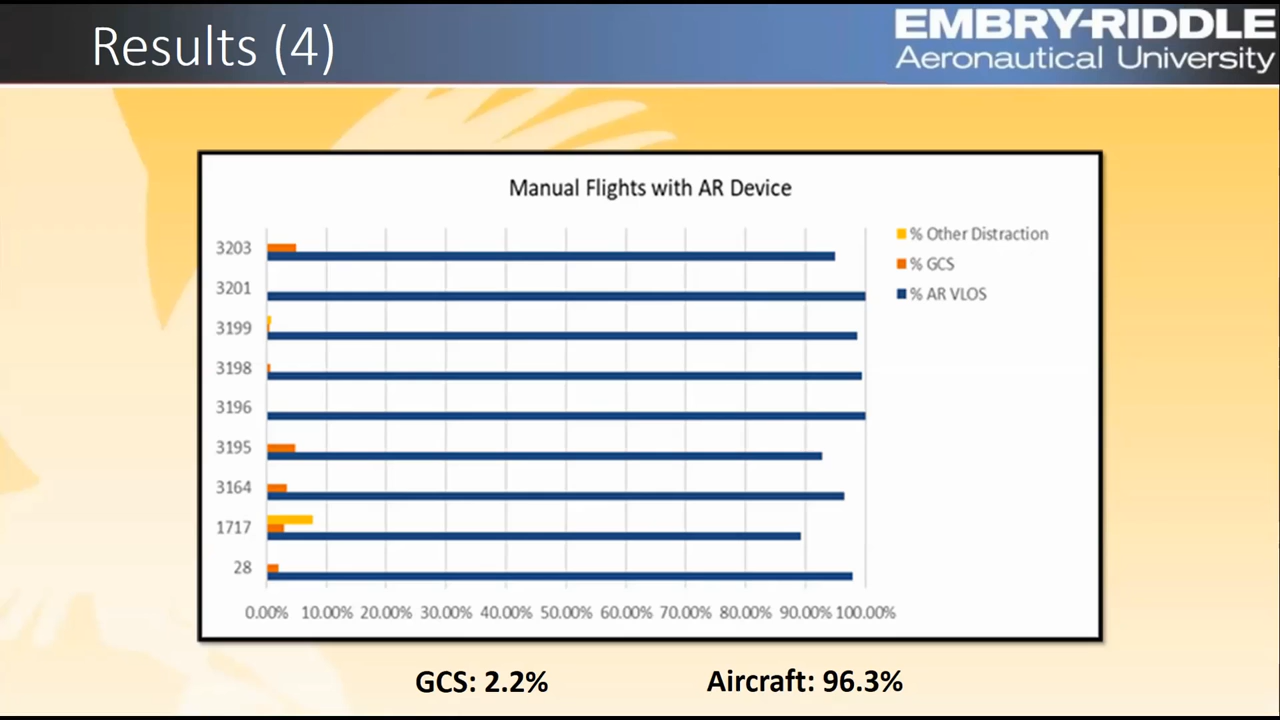 Results (4)
EMBRY-RIDDLE
Aeronautical University
Manual Flights with AR Device
3203
3201
3199
3198
3196
3195
3164
1717
28
% Other Distraction
% GCS
% AR VLOS
0.00% 10.00% 20.00% 30.00% 40.00% 50.00% 60.00% 70.00% 80.00% 90.00% 100.00%
GCS: 2.2% Aircraft: 96.3%